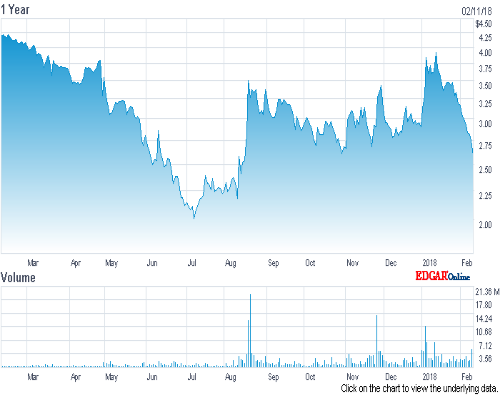 1 Year
02/11/18
$4.50
4.25
4.00
3.75
3.50
3.25
3.00
2.75
2.50
2.25
2.00
Mar Apr May Jun Jul Aug Sep Oct Nov Dec 2018 Feb
EDGAROnline
Volume
21.36 M
17.80
14.24
10.68
7.12
3.56
Mar Apr May Jun Jul Aug Sep Oct Nov Dec 2018 Feb
Click on the chart to view the underlying data.